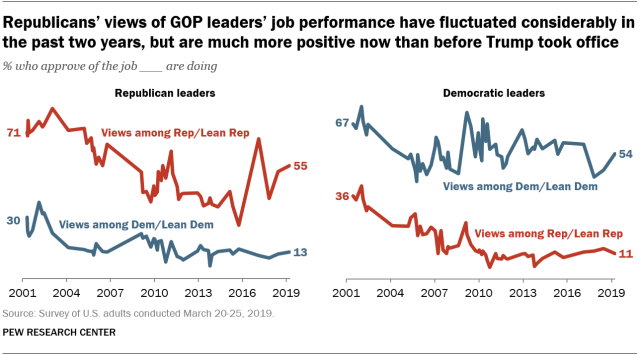 Republicans' views of GOP leaders' job performance have fluctuated considerably in
the past two years, but are much more positive now than before Trump took office
% who approve of the job ___ are doing
Republican leaders
Democratic leaders
71
Views among Rep/Lean Rep
55
30
Views among Dem/Lean Dem
13
2001 2004 2007 2010 2013 2016 2019
67
54
Views among Dem/Lean Dem
36
Views among Rep/Lean Rep
11
2001 2004 2007 2010 2013 2016 2019
Source: Survey of U.S. adults conducted March 20-25, 2019.
PEW RESEARCH CENTER